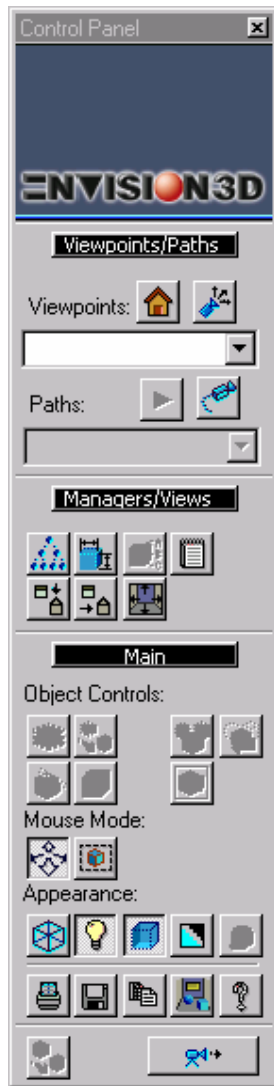 Control Panel
ENVISION3D
Viewpoints/Paths
Viewpoints:
Paths:
Managers/Views
Main
Object Controls:
Mouse Mode:
Appearance: